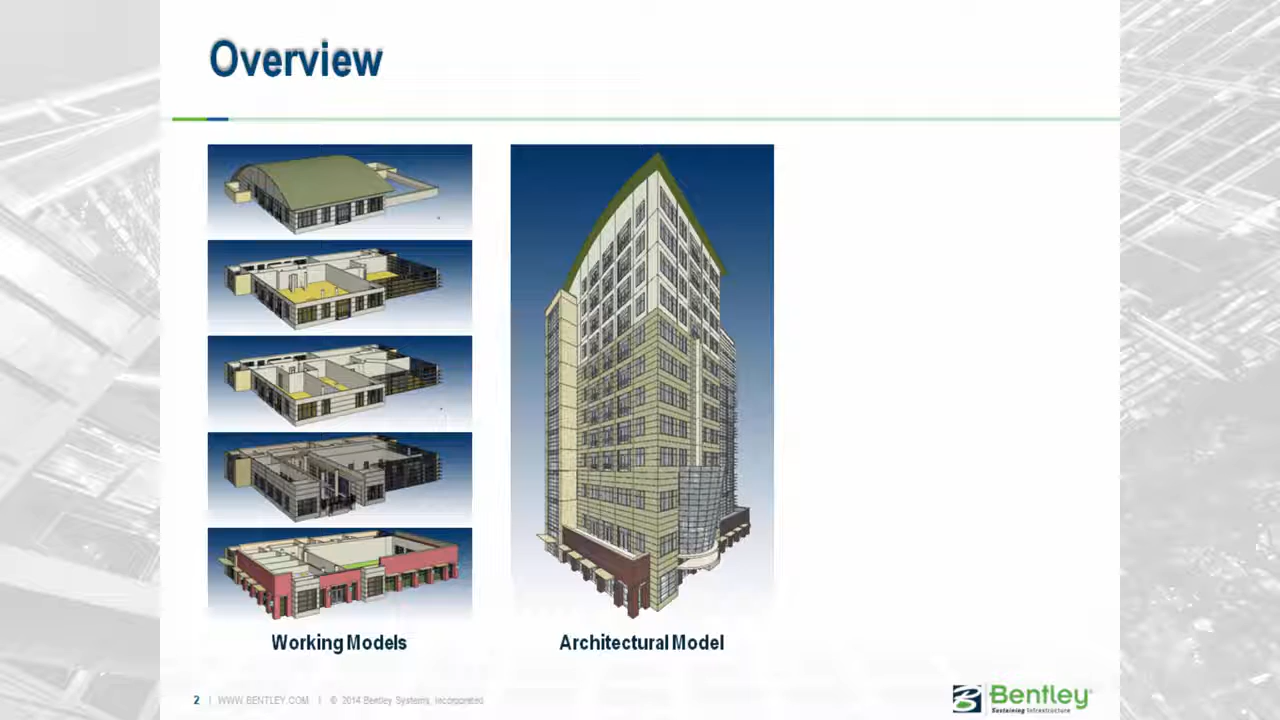 Overview
Working Models
Architectural Model
2 | WWW.BENTLEY.COM | © 2014 Bentley Systems, Incorporated
Bentley®
Sustaining Infrastructure